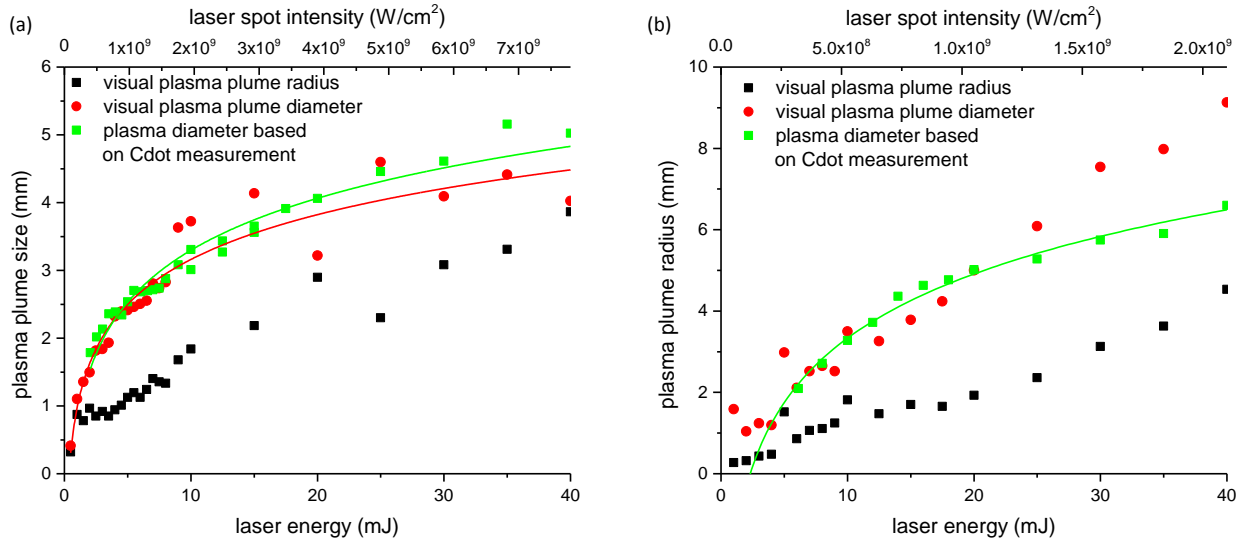 (a)
laser spot intensity (W/cm²)
0 1x10⁹ 2x10⁹ 3x10⁹ 4x10⁹ 5x10⁹ 6x10⁹ 7x10⁹
visual plasma plume radius
visual plasma plume diameter
plasma diameter based
on Cdot measurement
plasma plume size (mm)
6
5
4
3
2
1
0
0 10 20 30 40
laser energy (mJ)
(b)
laser spot intensity (W/cm²)
0.0 5.0x10⁸ 1.0x10⁹ 1.5x10⁹ 2.0x10⁹
visual plasma plume radius
visual plasma plume diameter
plasma diameter based
on Cdot measurement
plasma plume radius (mm)
10
8
6
4
2
0
0 10 20 30 40
laser energy (mJ)